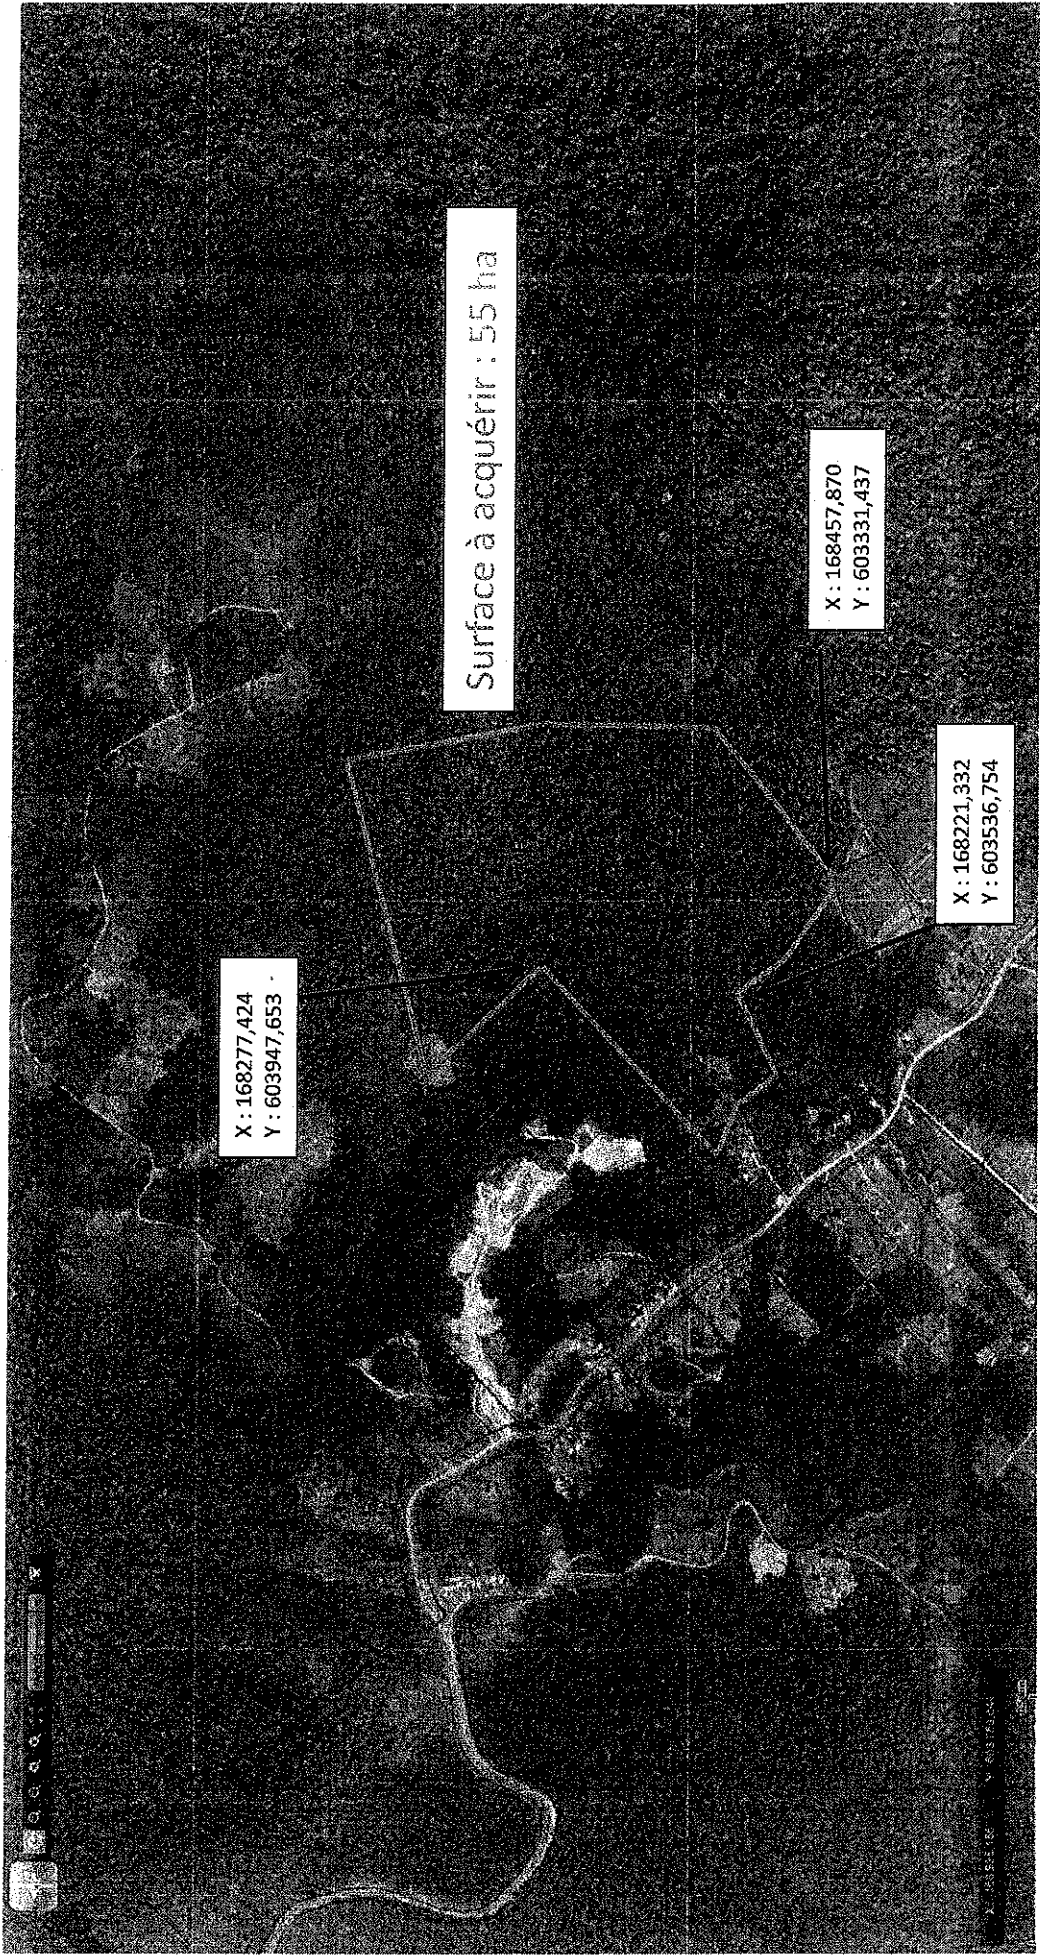 Surface à acquérir : 55 ha
X : 168277,424
Y : 603947,653
X : 168457,870
Y : 603331,437
X : 168221,332
Y : 603536,754